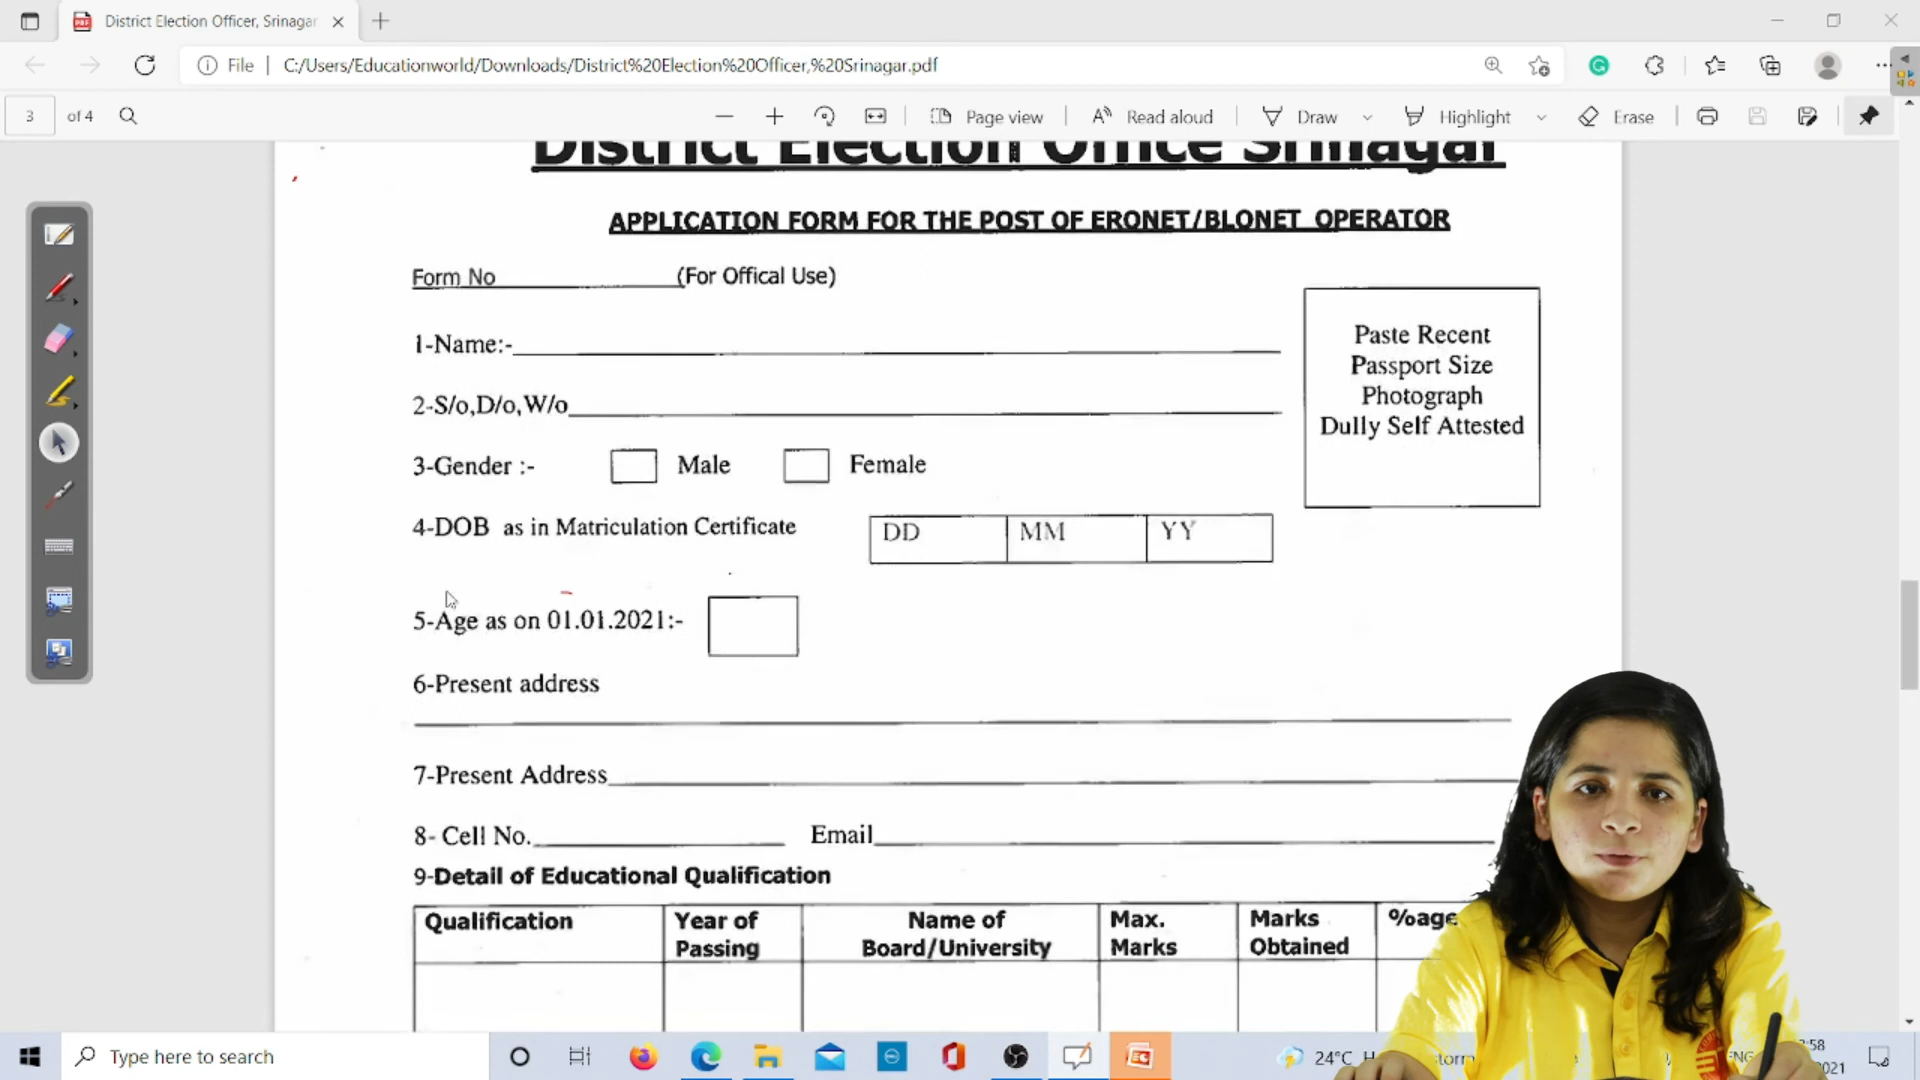 District Election Officer, Srinagar
File
C:/Users/Educationworld/Downloads/District%20Election%20Officer,%20Srinagar.pdf
3 of 4
Page view
Read aloud
Draw
Highlight
Erase
District Election Office Srinagar
APPLICATION FORM FOR THE POST OF ERONET/BLONET OPERATOR
Form No (For Offical Use)
1-Name:-
2-S/o,D/o,W/o
Paste Recent
Passport Size
Photograph
Dully Self Attested
3-Gender :- Male Female
4-DOB as in Matriculation Certificate DD MM YY
5-Age as on 01.01.2021:-
6-Present address
7-Present Address
8- Cell No. Email
9-Detail of Educational Qualification
Qualification
Year of
Passing
Name of
Board/University
Max.
Marks
Marks
Obtained
%age
Type here to search
24°C